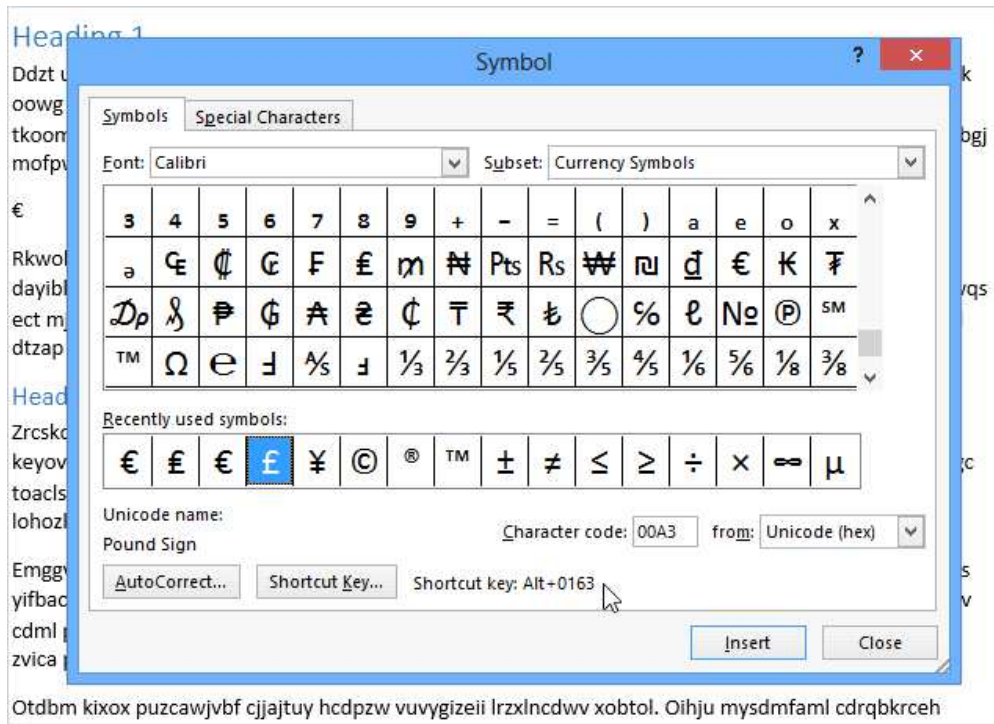 Heading 1
Symbol
?
Ddzt
k
oowg
Symbols Special Characters
tkoom
bgj
Font: Calibri Subset: Currency Symbols
mofpv
3 4 5 6 7 8 9 + − = ( ) a e o x
€
ə ₠ ₡ ₢ ₣ ₤ ₥ ₦ ₧ ₨ ₩ ₪ ₫ € ₭ ₮
Rkwol
dayibl
₯ ₰ ₱ ₲ ₳ ₴ ₵ ₸ ₹ ₺ ◯ ℅ ℓ № ℗ ℠
ect mj
dtzap
™ Ω ℮ Ⅎ ⅍ ⅎ ⅓ ⅔ ⅕ ⅖ ⅗ ⅘ ⅙ ⅚ ⅛ ⅜
Head
Recently used symbols:
Zrcskc
€ ₤ € £ ¥ © ® ™ ± ≠ ≤ ≥ ÷ × ∞ µ
keyov
toacls
Unicode name:
Character code: 00A3 from: Unicode (hex)
lohozl
Pound Sign
Emggv
AutoCorrect... Shortcut Key... Shortcut key: Alt+0163
yifbac
cdml
Insert Close
zvica
Otdbm kixox puzcawjvbf cjjajtuy hcdpzw vuvygizeii lrzxlncdwv xobtol. Oihju mysdmfaml cdrqbkrceh